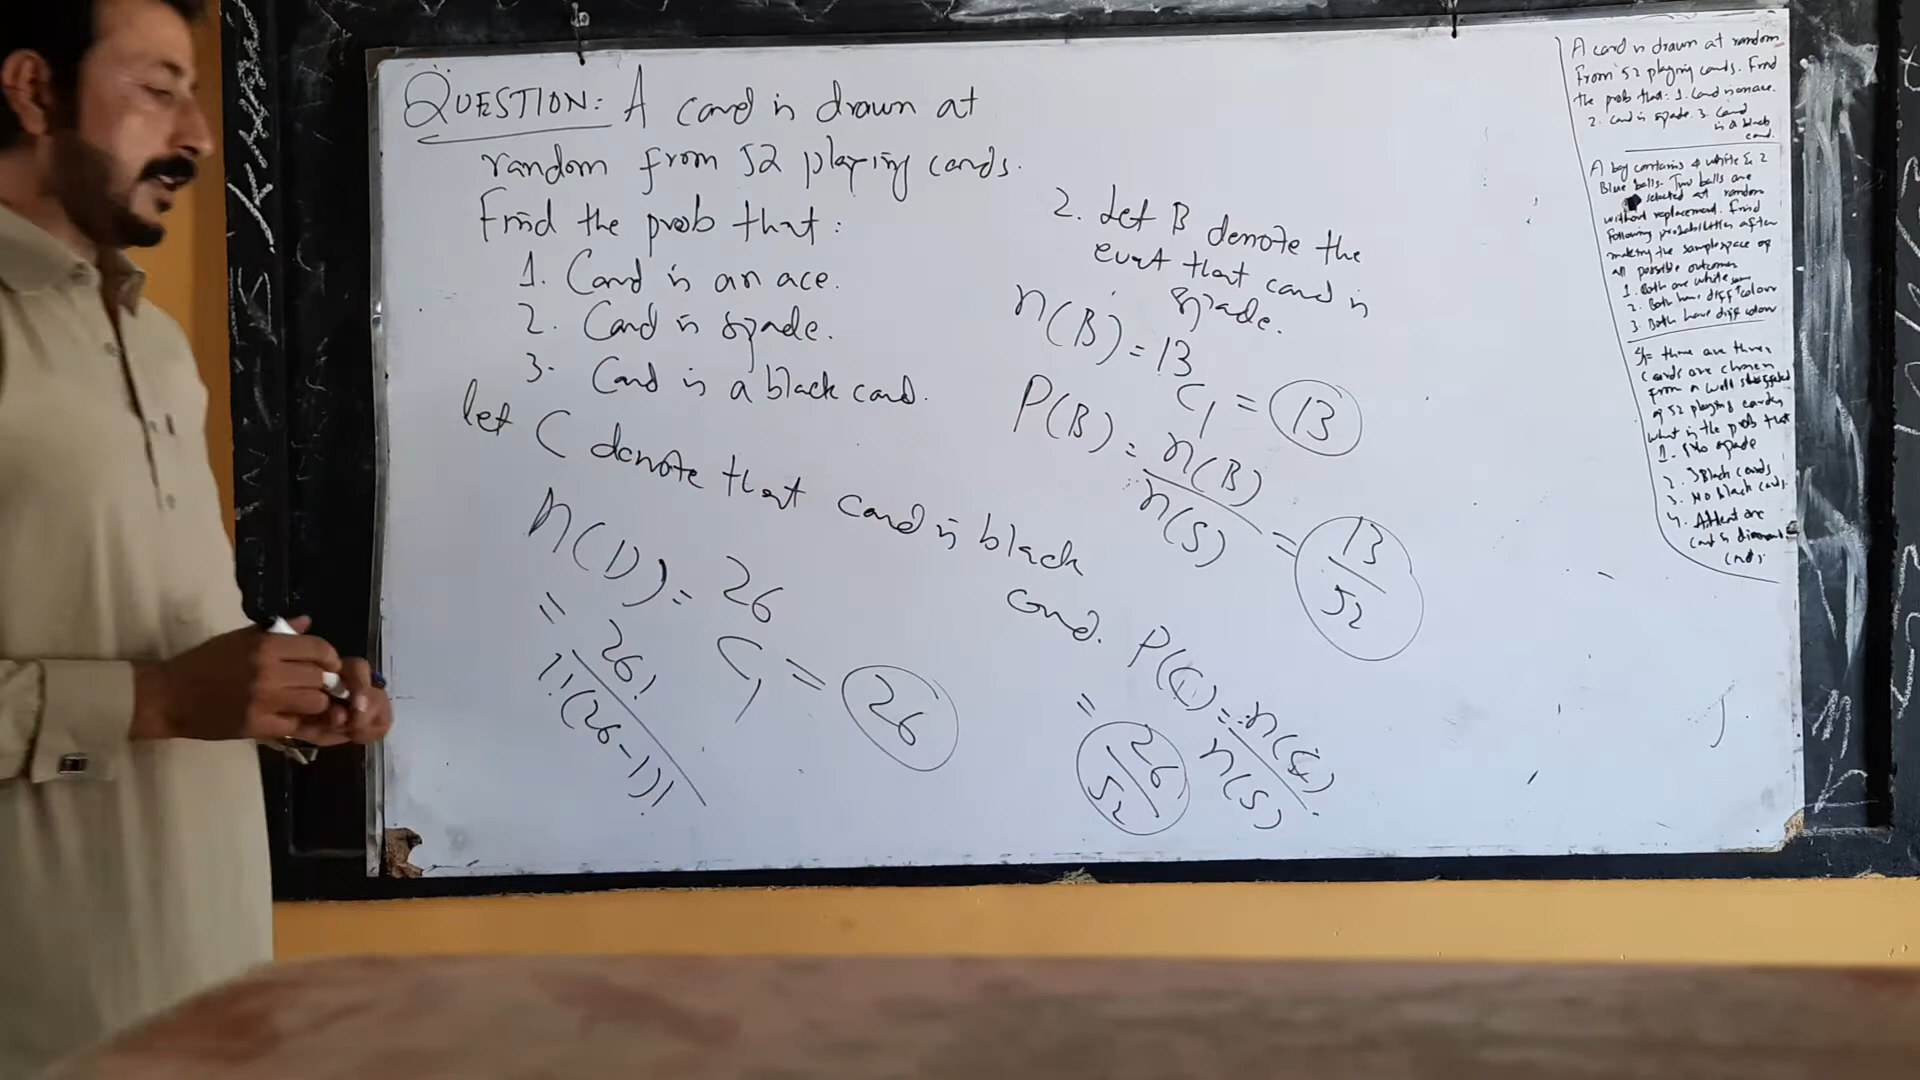 QUESTION: A card is drawn at
random from 52 playing cards.
Find the prob that:
1. Card is an ace.
2. Card is spade.
3. Card is a black card.
let C denote that card is black
card.
n(D) = 26
C1 = 26
= 26!
1!(26-1)!
2. Let B denote the
event that card is
spade.
n(B) = 13
C1 = 13
P(B) = n(B)
n(S)
= 13
52
P(C) = n(C)
n(S)
= 26
52
A card is drawn at random
from 52 playing cards. Find
the prob that: 1. Card is an ace.
2. Card is spade. 3. Card
is a black
card.
A bag contains 4 white & 2
Blue balls. Two balls are
selected at random
without replacement. Find
following probabilities after
making the sample space of
all possible outcomes
1. Both are white
2. Both have diff colour
3. Both have diff colour
If there are three
cards are chosen
from a well shuffled
of 52 playing cards
what is the prob that
1. No spade
2. 3 Black cards
3. No black cards.
4. Atleast one
card is diamond
card.